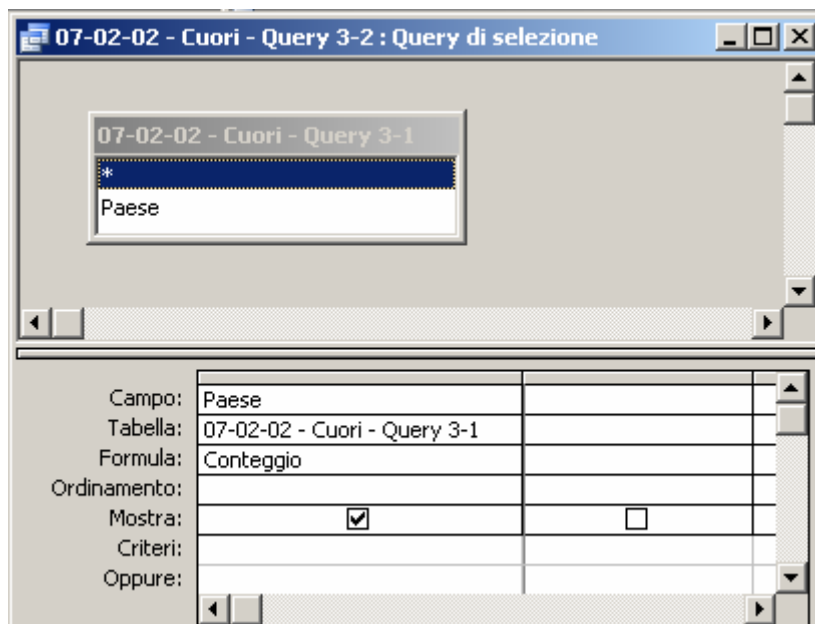 07-02-02 - Cuori - Query 3-2 : Query di selezione
07-02-02 - Cuori - Query 3-1
*
Paese
Campo: Paese
Tabella: 07-02-02 - Cuori - Query 3-1
Formula: Conteggio
Ordinamento:
Mostra:
Criteri:
Oppure: